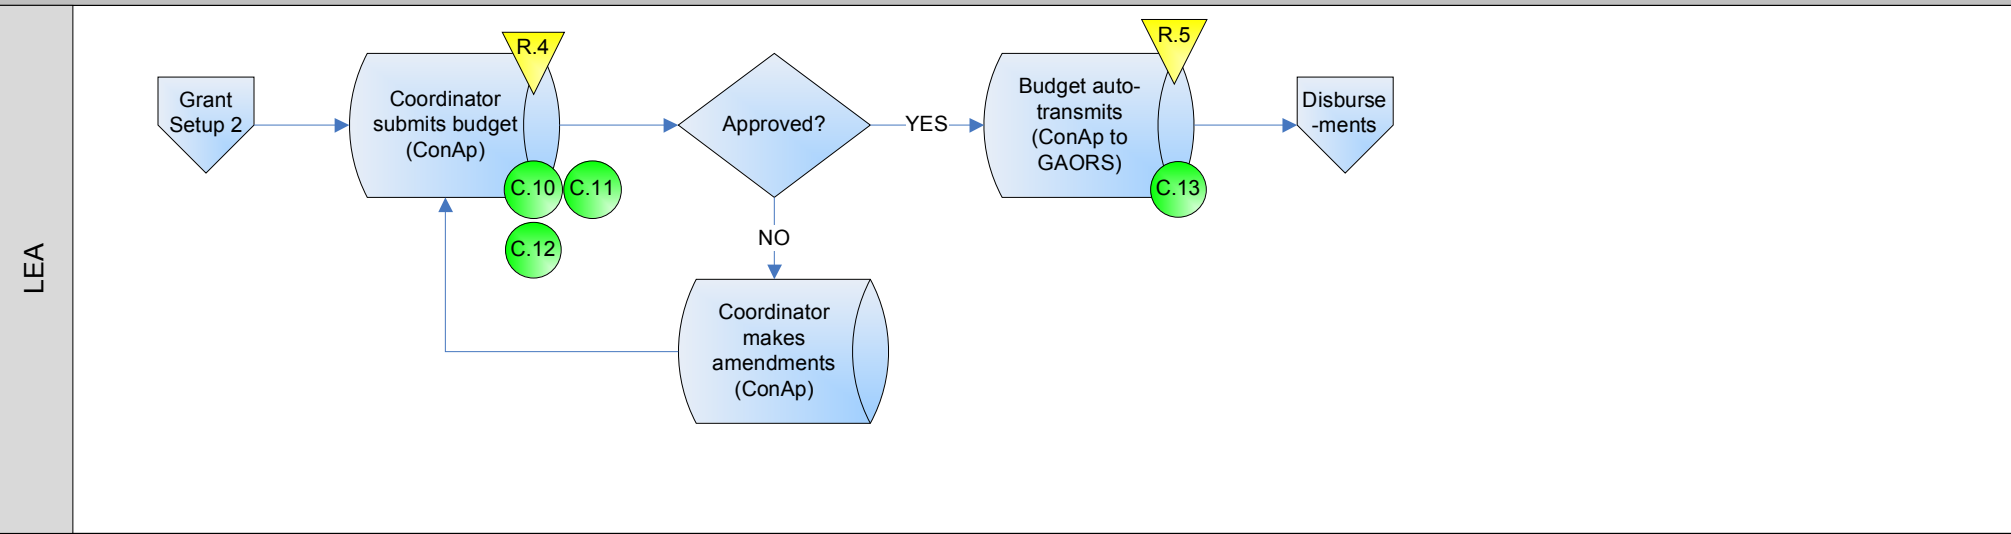 LEA
Grant
Setup 2
R.4
Coordinator
submits budget
(ConAp)
C.10
C.11
C.12
Approved?
YES
NO
Coordinator
makes
amendments
(ConAp)
R.5
Budget auto-
transmits
(ConAp to
GAORS)
C.13
Disburse
-ments